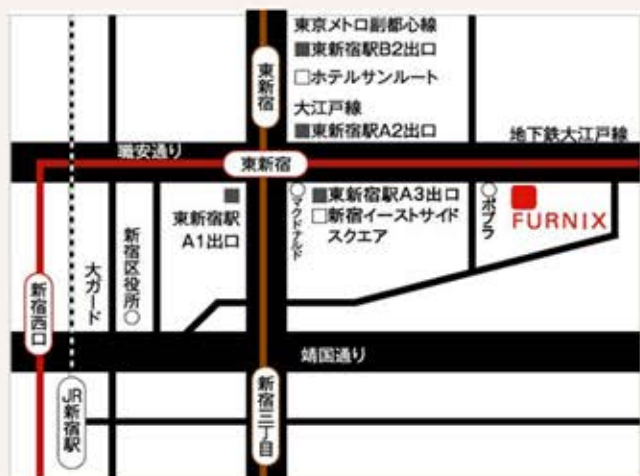 東京メトロ副都心線
■東新宿駅B2出口
□ホテルサンルート
大江戸線
■東新宿駅A2出口
東新宿
地下鉄大江戸線
職安通り
東新宿
東新宿駅
A1出口
○マクドナルド
■東新宿駅A3出口
□新宿イーストサイド
スクエア
○ポプラ
FURNIX
新宿区役所○
大ガード
新宿西口
靖国通り
JR新宿駅
新宿三丁目